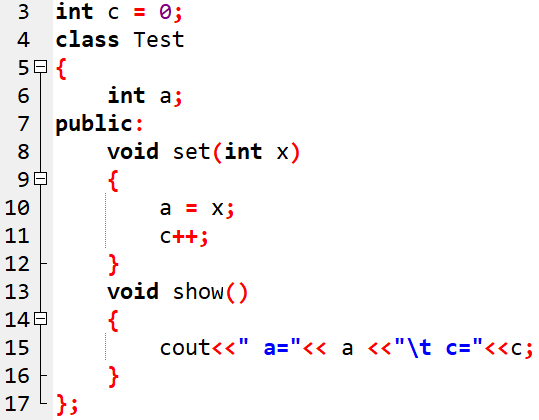 3 int c = 0;
4 class Test
5 {
6 int a;
7 public:
8 void set(int x)
9 {
10 a = x;
11 c++;
12 }
13 void show()
14 {
15 cout<<" a="<< a <<"\t c="<<c;
16 }
17 };